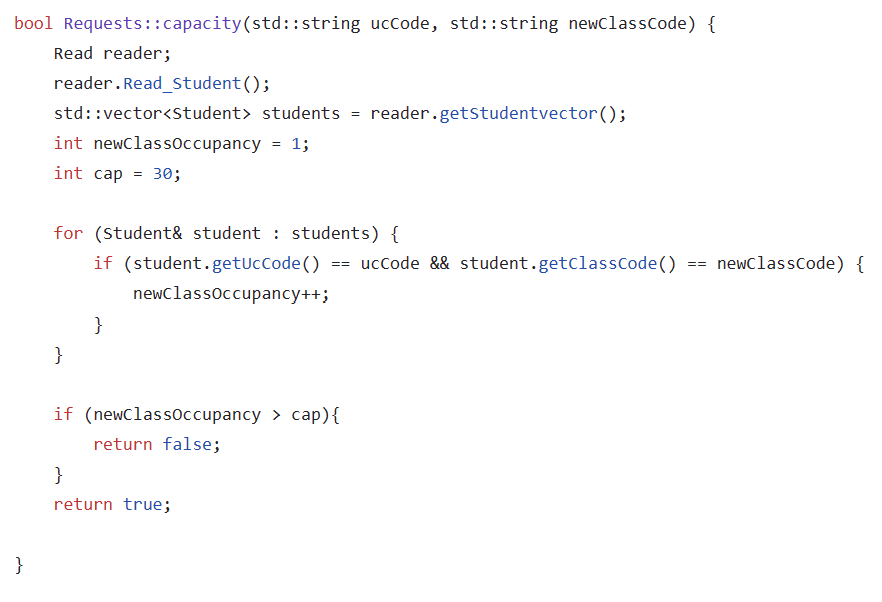 bool Requests::capacity(std::string ucCode, std::string newClassCode) {
    Read reader;
    reader.Read_Student();
    std::vector<Student> students = reader.getStudentvector();
    int newClassOccupancy = 1;
    int cap = 30;

    for (Student& student : students) {
        if (student.getUcCode() == ucCode && student.getClassCode() == newClassCode) {
            newClassOccupancy++;
        }
    }

    if (newClassOccupancy > cap){
        return false;
    }
    return true;

}